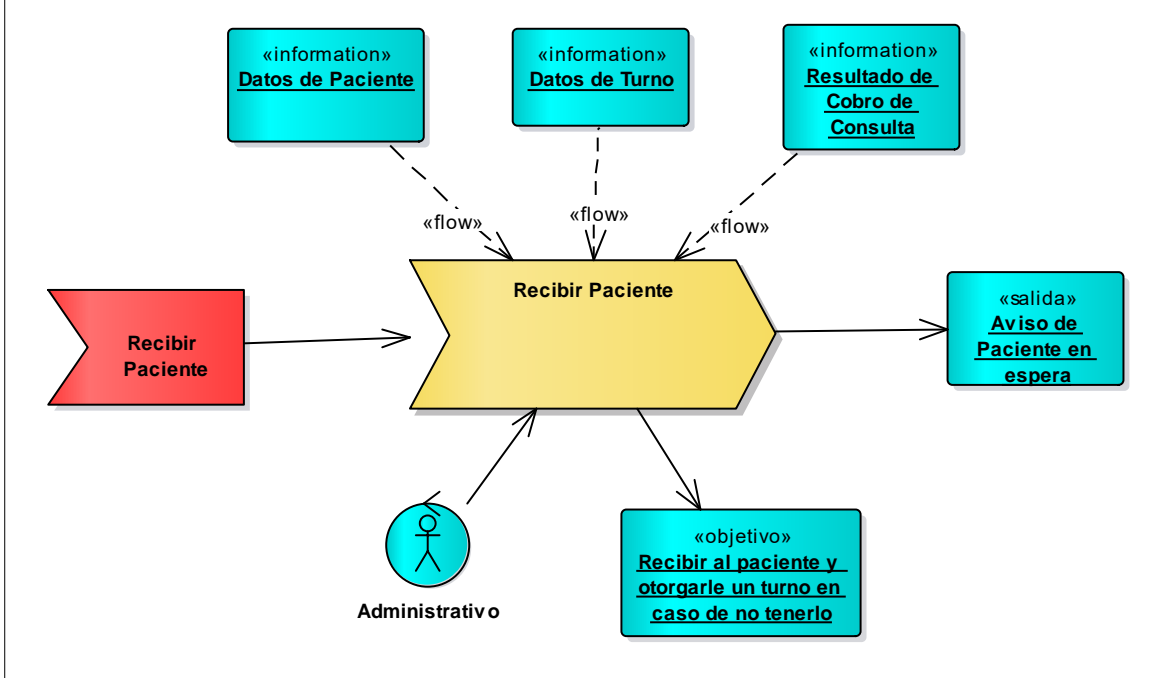 «information»
Datos de Paciente
«information»
Datos de Turno
«information»
Resultado de
Cobro de
Consulta
«flow»
«flow»
«flow»
Recibir
Paciente
Recibir Paciente
«salida»
Aviso de
Paciente en
espera
Administrativo
«objetivo»
Recibir al paciente y
otorgarle un turno en
caso de no tenerlo